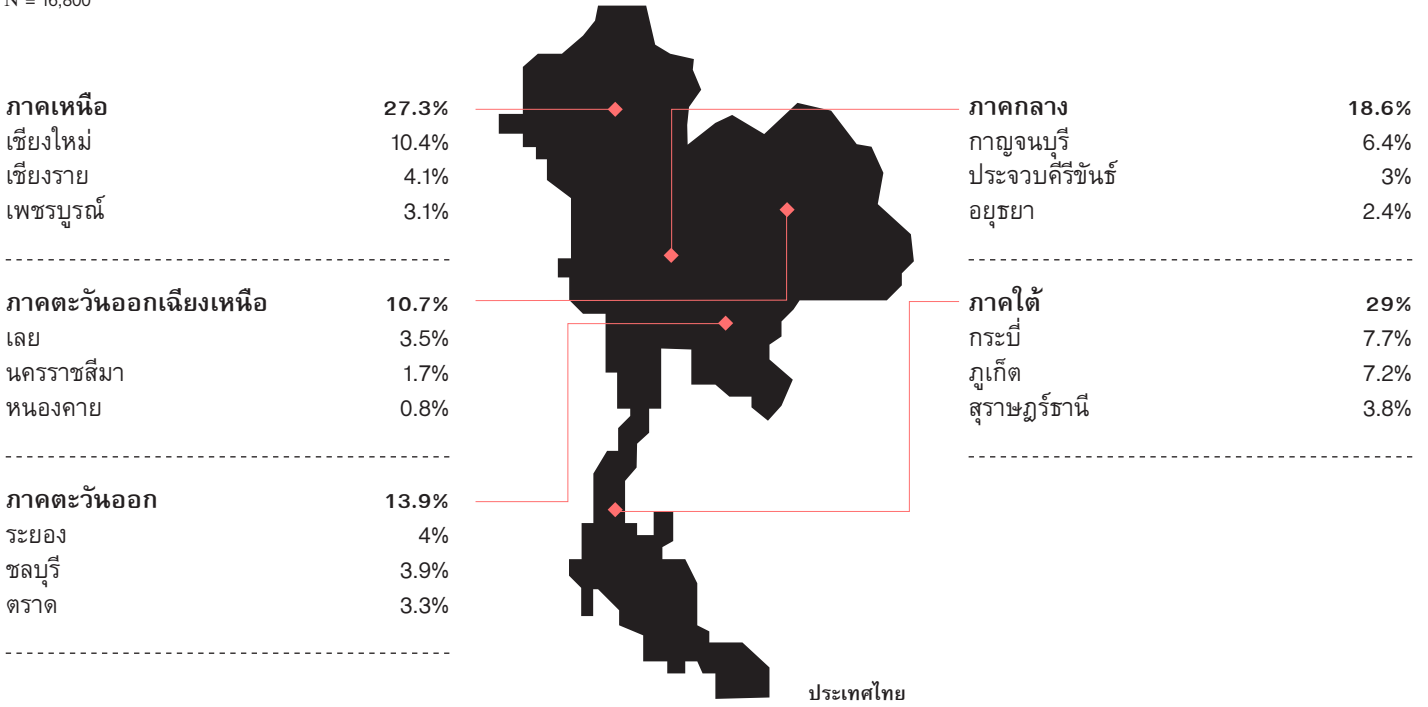 N = 16,800
ภาคเหนือ 27.3%
เชียงใหม่ 10.4%
เชียงราย 4.1%
เพชรบูรณ์ 3.1%
ภาคตะวันออกเฉียงเหนือ 10.7%
เลย 3.5%
นครราชสีมา 1.7%
หนองคาย 0.8%
ภาคตะวันออก 13.9%
ระยอง 4%
ชลบุรี 3.9%
ตราด 3.3%
ภาคกลาง 18.6%
กาญจนบุรี 6.4%
ประจวบคีรีขันธ์ 3%
อยุธยา 2.4%
ภาคใต้ 29%
กระบี่ 7.7%
ภูเก็ต 7.2%
สุราษฎร์ธานี 3.8%
ประเทศไทย